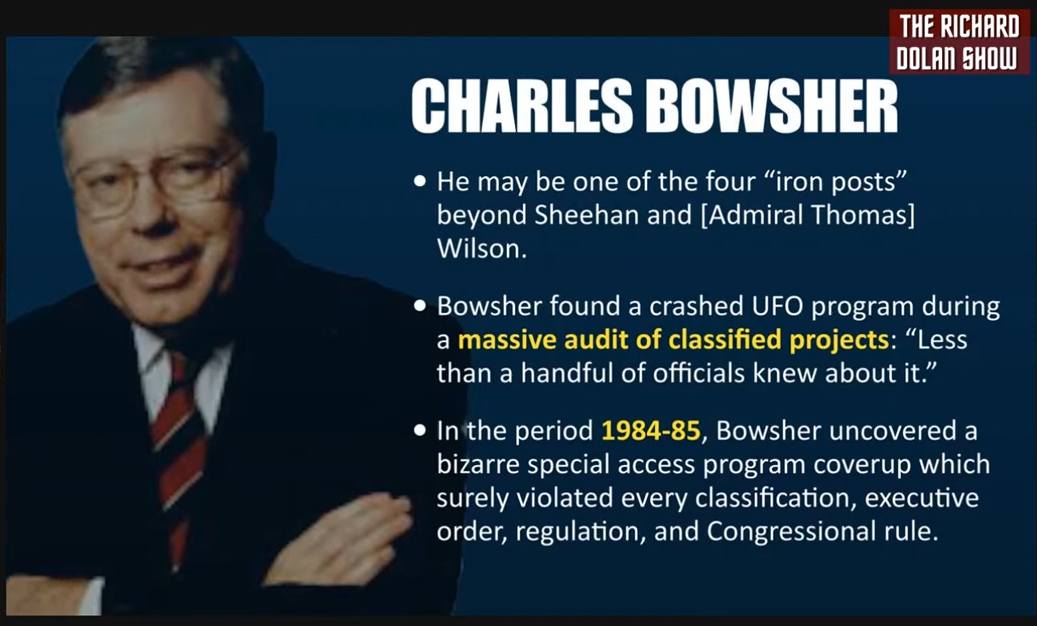 THE RICHARD
DOLAN SHOW
CHARLES BOWSHER
• He may be one of the four “iron posts”
beyond Sheehan and [Admiral Thomas]
Wilson.
• Bowsher found a crashed UFO program during
a massive audit of classified projects: “Less
than a handful of officials knew about it.”
• In the period 1984-85, Bowsher uncovered a
bizarre special access program coverup which
surely violated every classification, executive
order, regulation, and Congressional rule.